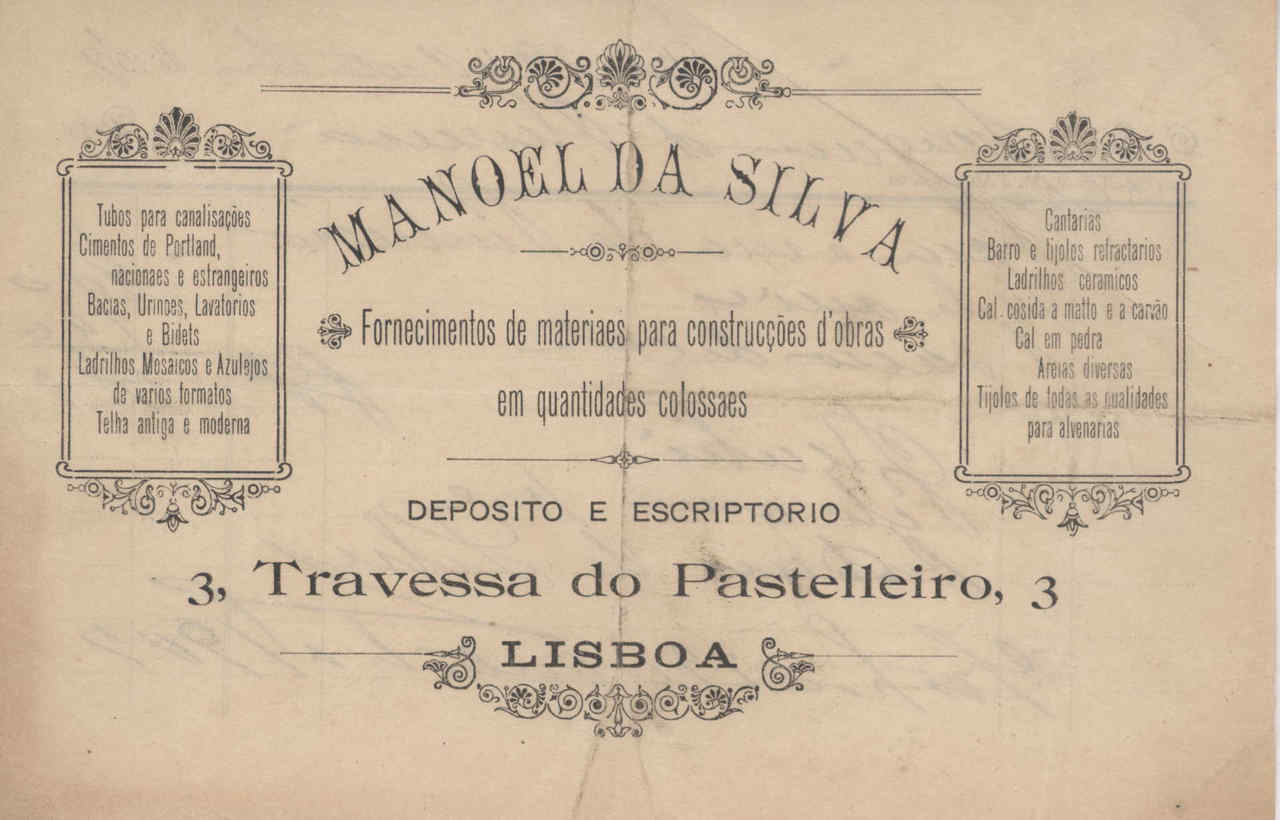 MANOEL DA SILVA
Tubos para canalisações
Cimentos de Portland,
nacionaes e estrangeiros
Bacias, Urinoes, Lavatorios
e Bidets
Ladrilhos Mosaicos e Azulejos
de varios formatos
Telha antiga e moderna
Fornecimentos de materiaes para construcções d'obras
em quantidades colossaes
Cantarias
Barro e tijolos refractarios
Ladrilhos ceramicos
Cal cosida a matto e a carvão
Cal em pedra
Areias diversas
Tijolos de todas as qualidades
para alvenarias
DEPOSITO E ESCRIPTORIO
3, Travessa do Pastelleiro, 3
LISBOA